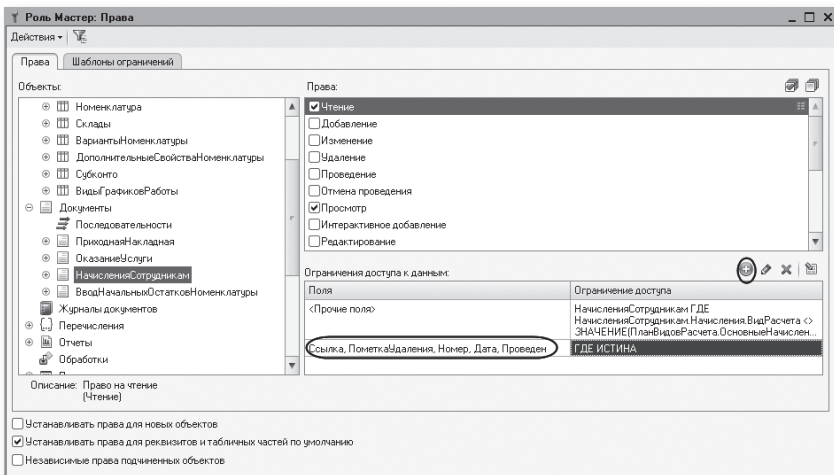 Роль Мастер: Права
Действия
Права
Шаблоны ограничений
Объекты:
Номенклатура
Склады
ВариантыНоменклатуры
ДополнительныеСвойстваНоменклатуры
Субконто
ВидыГрафиковРаботы
Документы
Последовательности
ПриходнаяНакладная
ОказаниеУслуги
НачисленияСотрудникам
ВводНачальныхОстатковНоменклатуры
Журналы документов
Перечисления
Отчеты
Обработки
Права:
Чтение
Добавление
Изменение
Удаление
Проведение
Отмена проведения
Просмотр
Интерактивное добавление
Редактирование
Ограничения доступа к данным:
Поля
Ограничение доступа
<Прочие поля>
НачисленияСотрудникам ГДЕ
НачисленияСотрудникам.Начисления.ВидРасчета <>
ЗНАЧЕНИЕ(ПланВидовРасчета.ОсновныеНачислен...
Ссылка, ПометкаУдаления, Номер, Дата, Проведен
ГДЕ ИСТИНА
Описание: Право на чтение
(Чтение)
Устанавливать права для новых объектов
Устанавливать права для реквизитов и табличных частей по умолчанию
Независимые права подчиненных объектов